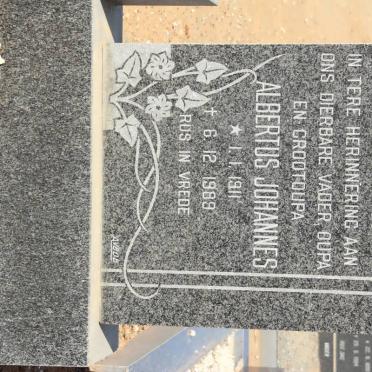 IN TERE HERINNERING AAN
ONS DIERBARE VADER, OUPA
EN GROOTOUPA
ALBERTUS JOHANNES
★ 1.1.1911
✝ 6.12.1989
RUS IN VREDE